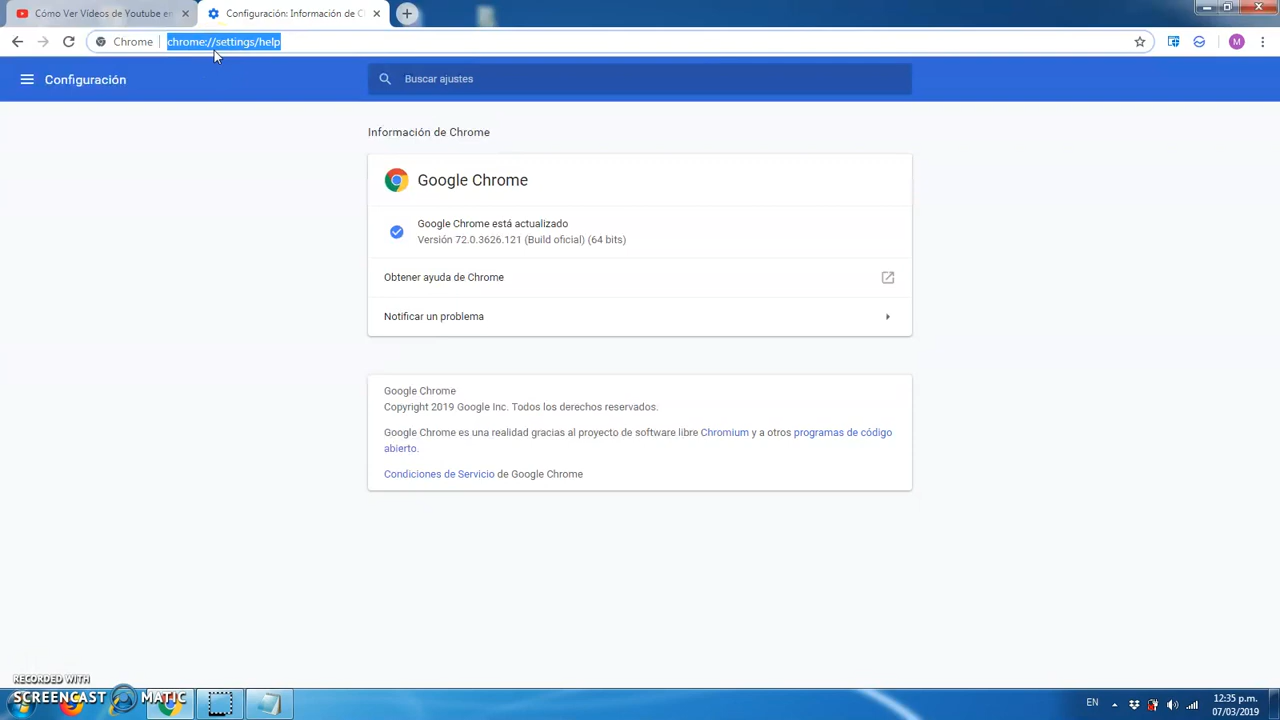 Cómo Ver Vídeos de Youtube en
Configuración: Información de C
Chrome
chrome://settings/help
M
Configuración
Buscar ajustes
Información de Chrome
Google Chrome
Google Chrome está actualizado
Versión 72.0.3626.121 (Build oficial) (64 bits)
Obtener ayuda de Chrome
Notificar un problema
Google Chrome
Copyright 2019 Google Inc. Todos los derechos reservados.
Google Chrome es una realidad gracias al proyecto de software libre Chromium y a otros programas de código
abierto.
Condiciones de Servicio de Google Chrome
RECORDED WITH
SCREENCAST MATIC
EN
12:35 p.m.
07/03/2019